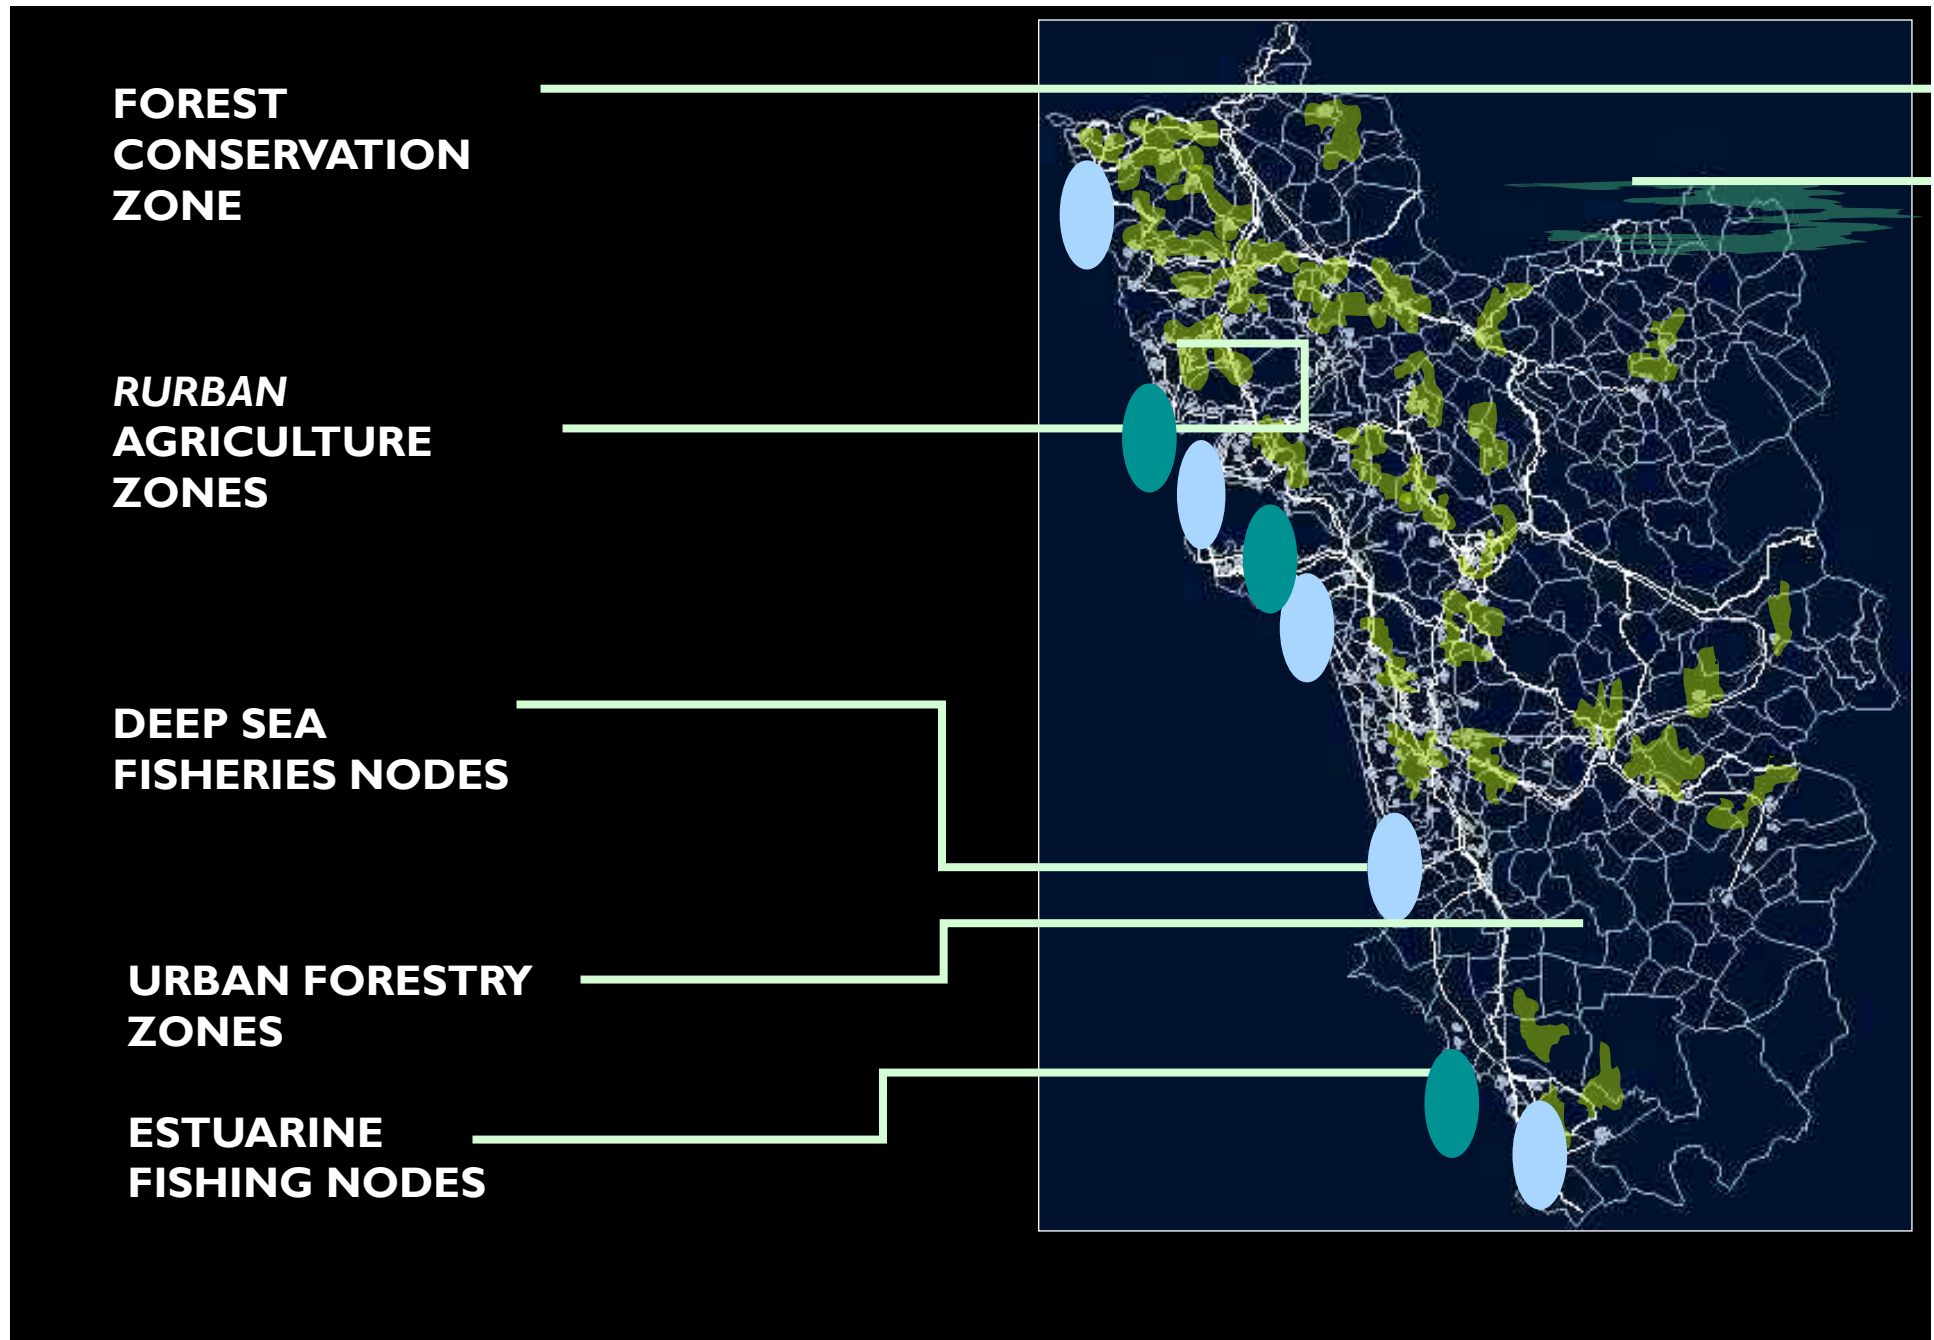 FOREST
CONSERVATION
ZONE
RURBAN
AGRICULTURE
ZONES
DEEP SEA
FISHERIES NODES
URBAN FORESTRY
ZONES
ESTUARINE
FISHING NODES